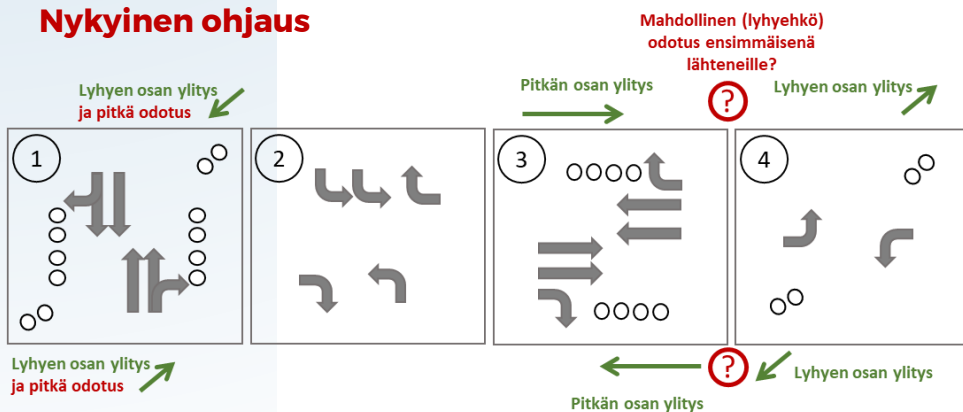 Nykyinen ohjaus
Mahdollinen (lyhyehkö)
odotus ensimmäisenä
lähteneille?
Lyhyen osan ylitys
ja pitkä odotus
Pitkän osan ylitys
?
Lyhyen osan ylitys
1
2
3
4
Lyhyen osan ylitys
ja pitkä odotus
?
Lyhyen osan ylitys
Pitkän osan ylitys